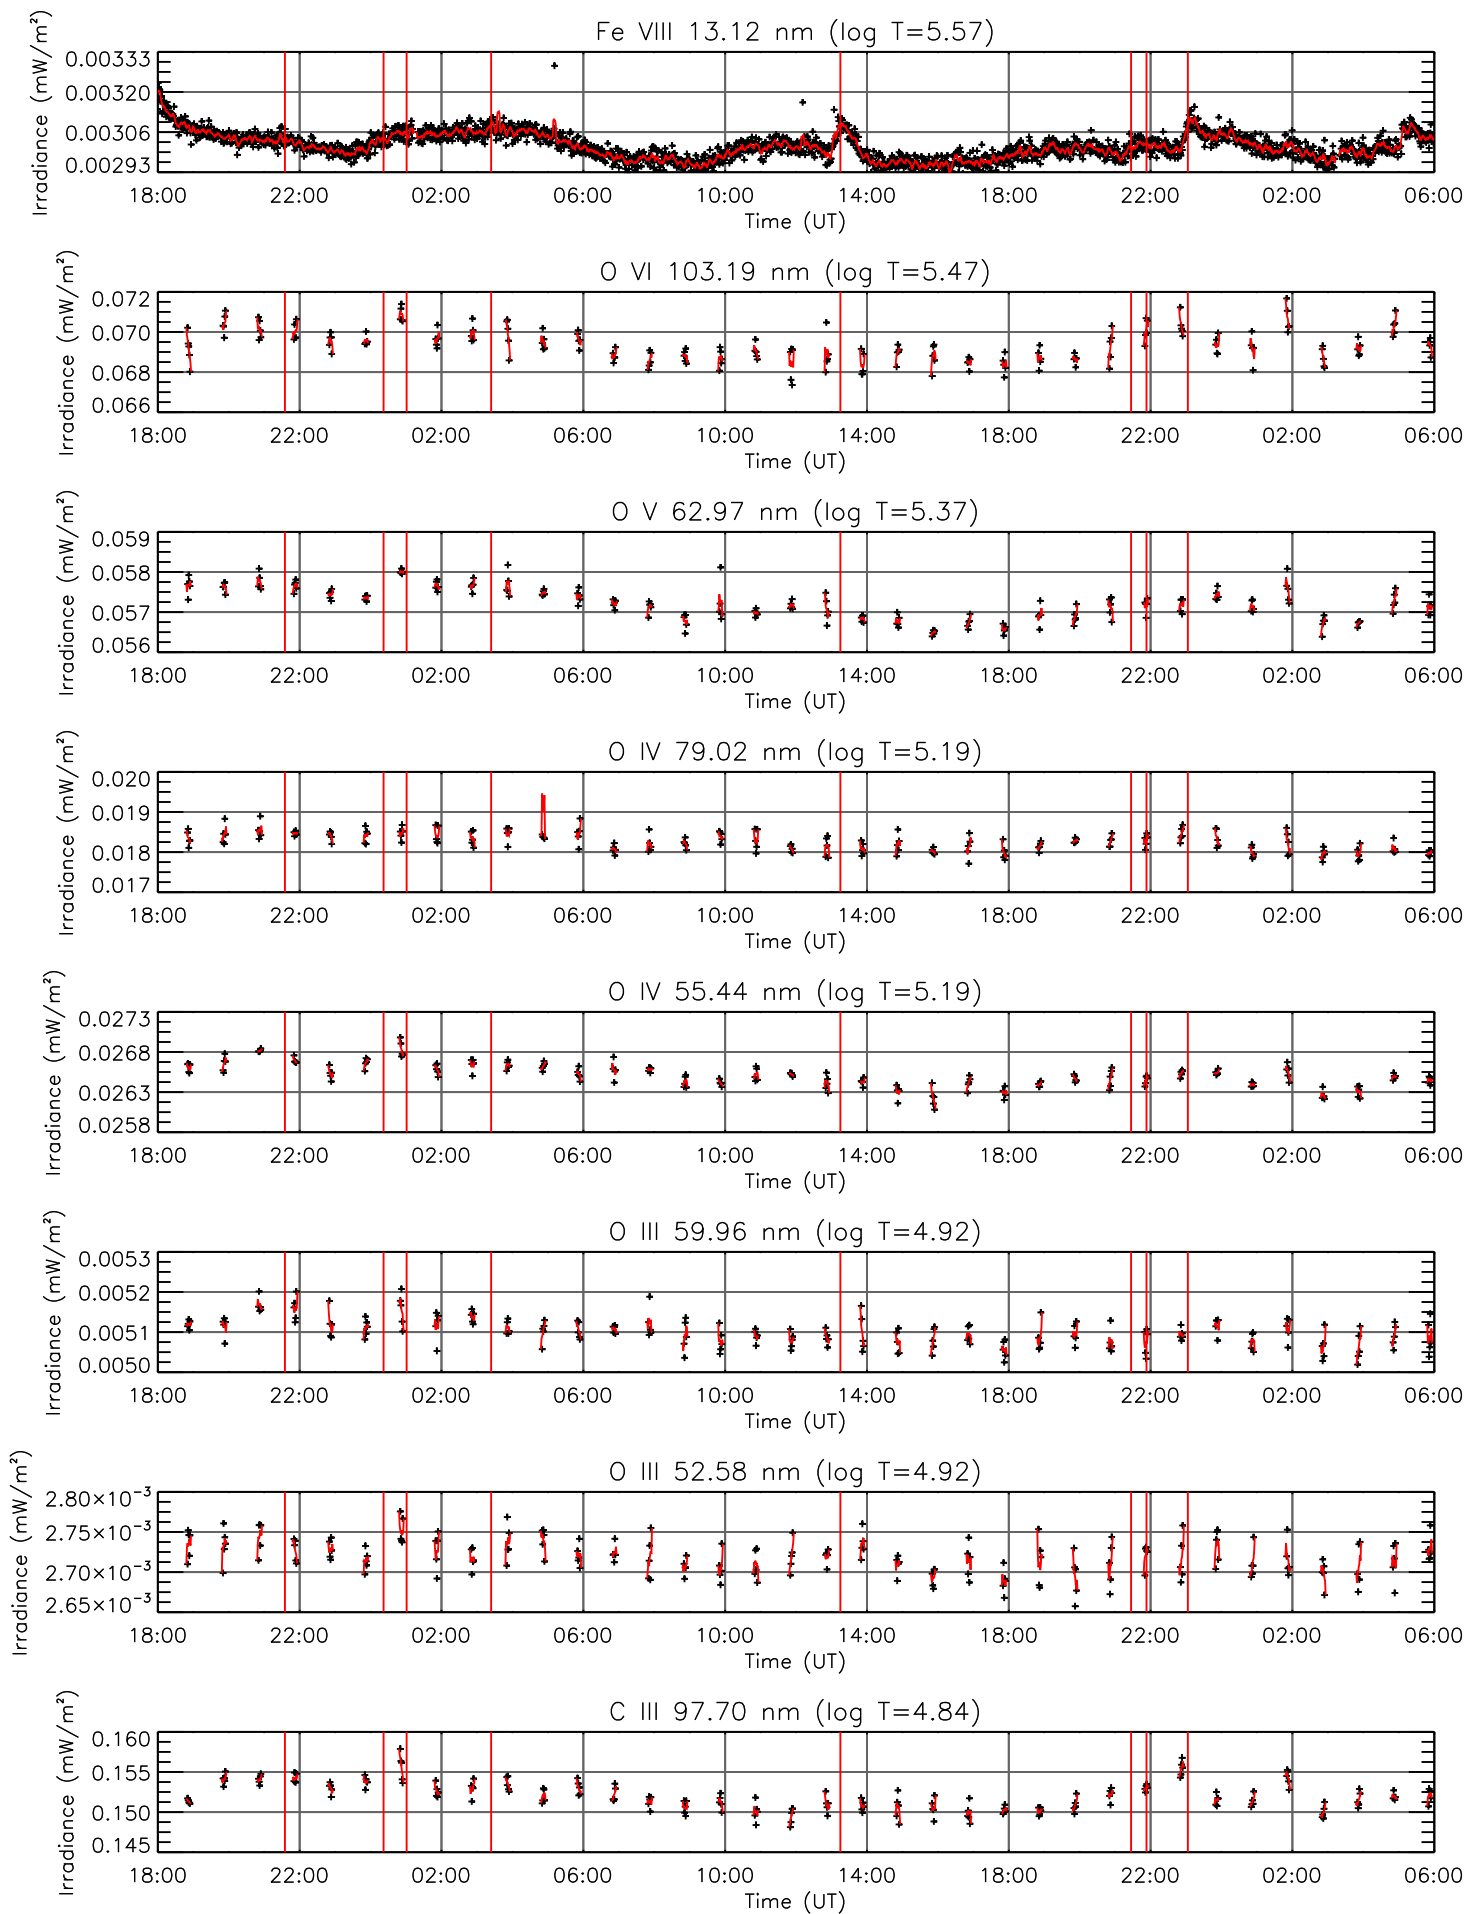 Fe VIII 13.12 nm (log T=5.57)
Irradiance (mW/m²)
0.00333
0.00320
0.00306
0.00293
18:00 22:00 02:00 06:00 10:00 14:00 18:00 22:00 02:00 06:00
Time (UT)
O VI 103.19 nm (log T=5.47)
Irradiance (mW/m²)
0.072
0.070
0.068
0.066
18:00 22:00 02:00 06:00 10:00 14:00 18:00 22:00 02:00 06:00
Time (UT)
O V 62.97 nm (log T=5.37)
Irradiance (mW/m²)
0.059
0.058
0.057
0.056
18:00 22:00 02:00 06:00 10:00 14:00 18:00 22:00 02:00 06:00
Time (UT)
O IV 79.02 nm (log T=5.19)
Irradiance (mW/m²)
0.020
0.019
0.018
0.017
18:00 22:00 02:00 06:00 10:00 14:00 18:00 22:00 02:00 06:00
Time (UT)
O IV 55.44 nm (log T=5.19)
Irradiance (mW/m²)
0.0273
0.0268
0.0263
0.0258
18:00 22:00 02:00 06:00 10:00 14:00 18:00 22:00 02:00 06:00
Time (UT)
O III 59.96 nm (log T=4.92)
Irradiance (mW/m²)
0.0053
0.0052
0.0051
0.0050
18:00 22:00 02:00 06:00 10:00 14:00 18:00 22:00 02:00 06:00
Time (UT)
O III 52.58 nm (log T=4.92)
Irradiance (mW/m²)
2.80×10⁻³
2.75×10⁻³
2.70×10⁻³
2.65×10⁻³
18:00 22:00 02:00 06:00 10:00 14:00 18:00 22:00 02:00 06:00
Time (UT)
C III 97.70 nm (log T=4.84)
Irradiance (mW/m²)
0.160
0.155
0.150
0.145
18:00 22:00 02:00 06:00 10:00 14:00 18:00 22:00 02:00 06:00
Time (UT)